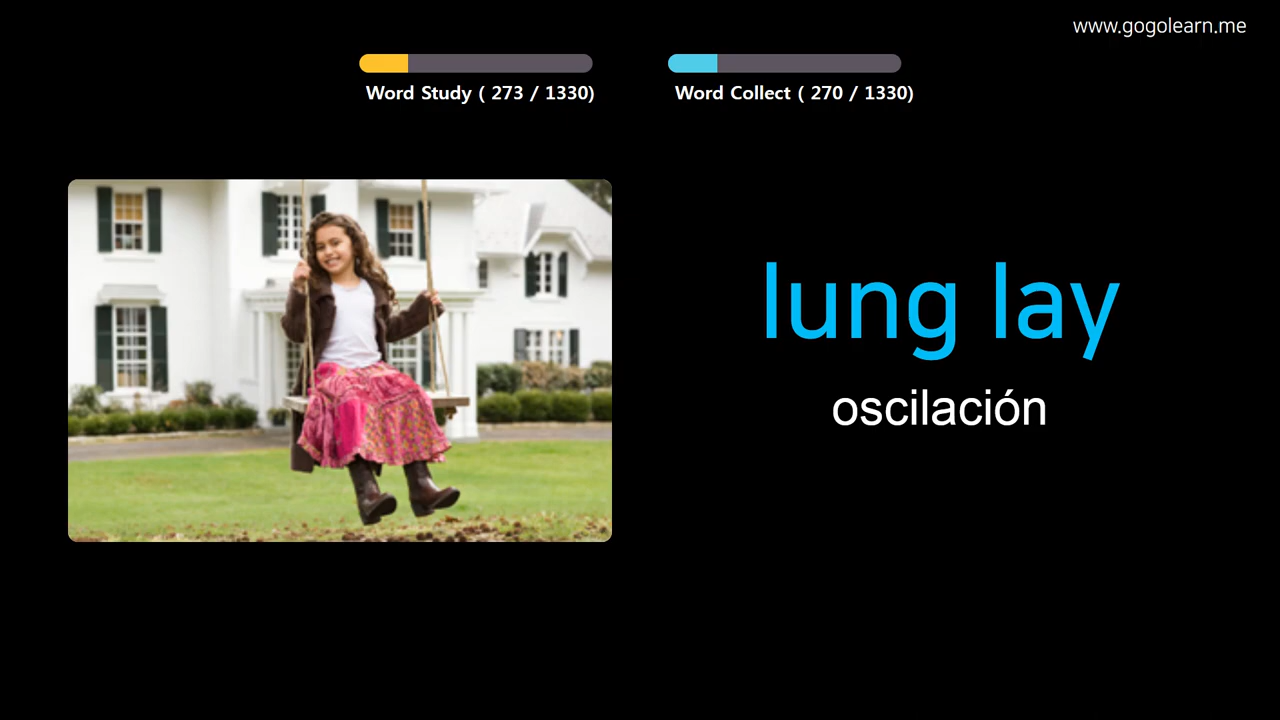 www.gogolearn.me
Word Study ( 273 / 1330)
Word Collect ( 270 / 1330)
lung lay
oscilación